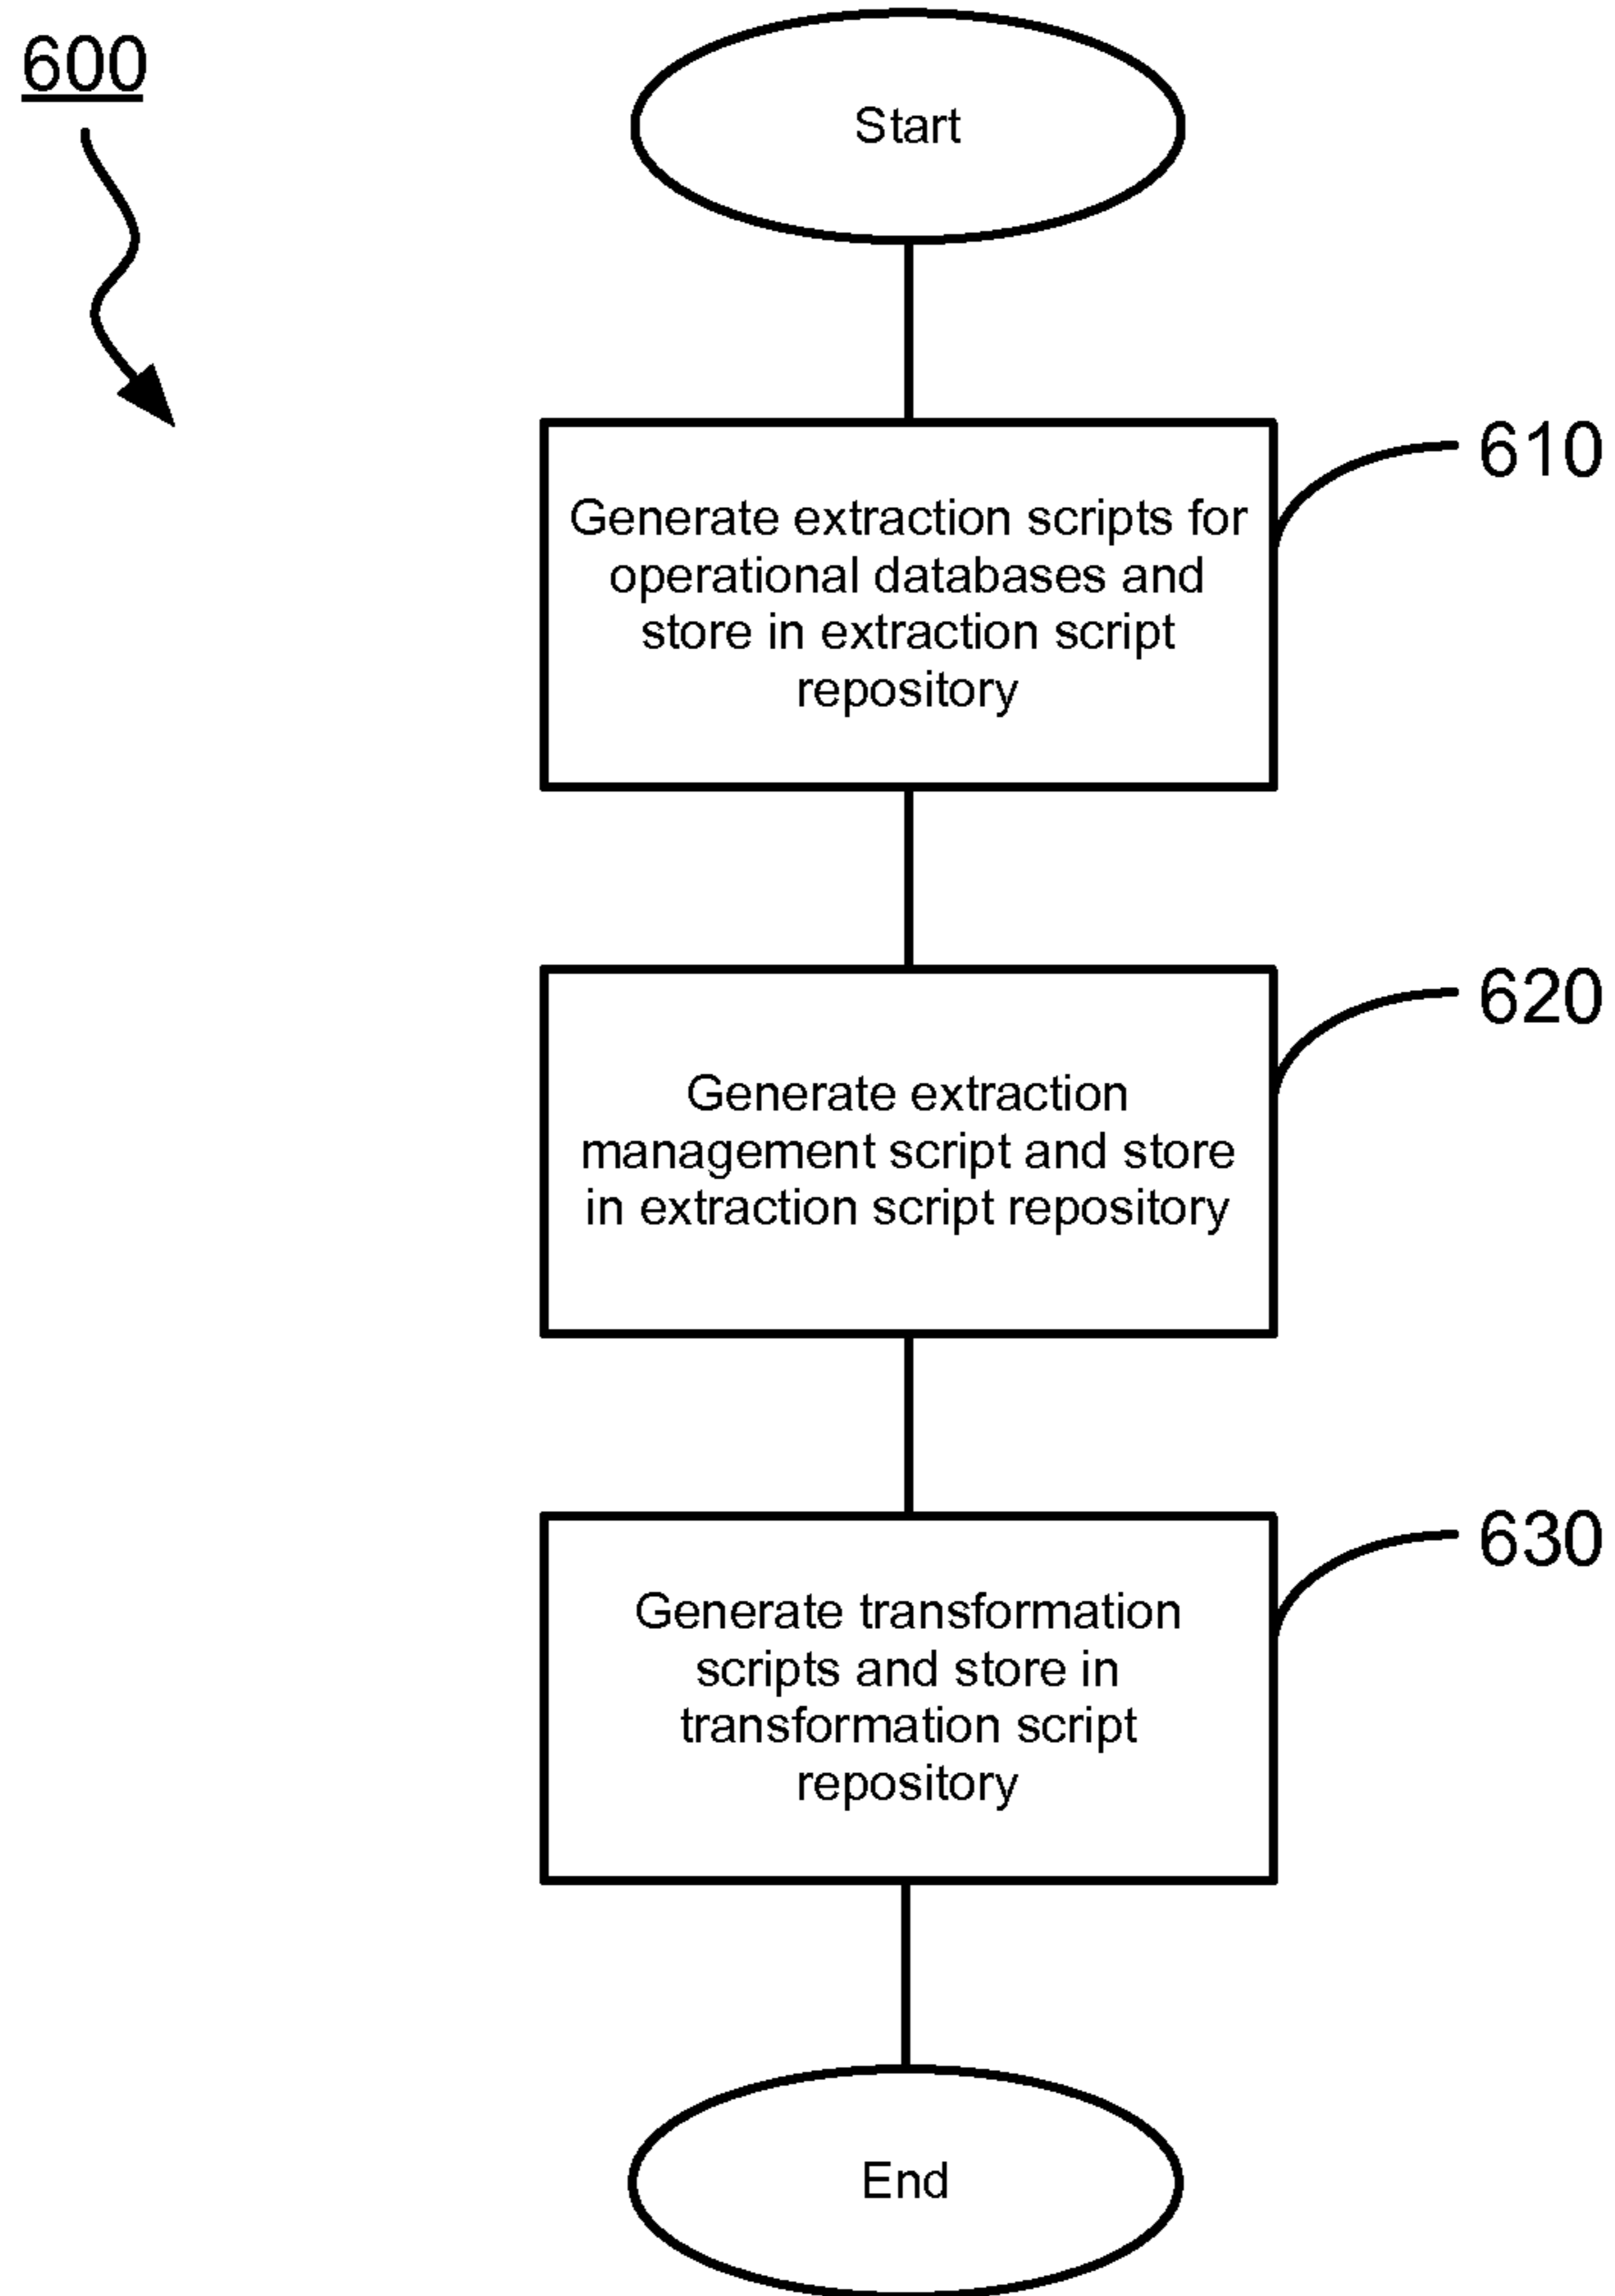 600
Start
610
Generate extraction scripts for
operational databases and
store in extraction script
repository
620
Generate extraction
management script and store
in extraction script repository
630
Generate transformation
scripts and store in
transformation script
repository
End